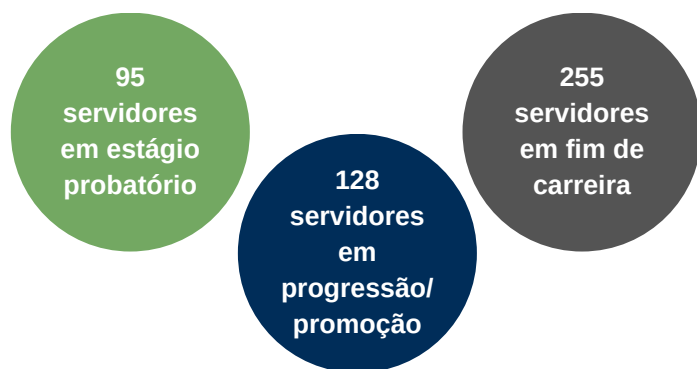 95
servidores
em estágio
probatório
128
servidores
em
progressão/
promoção
255
servidores
em fim de
carreira